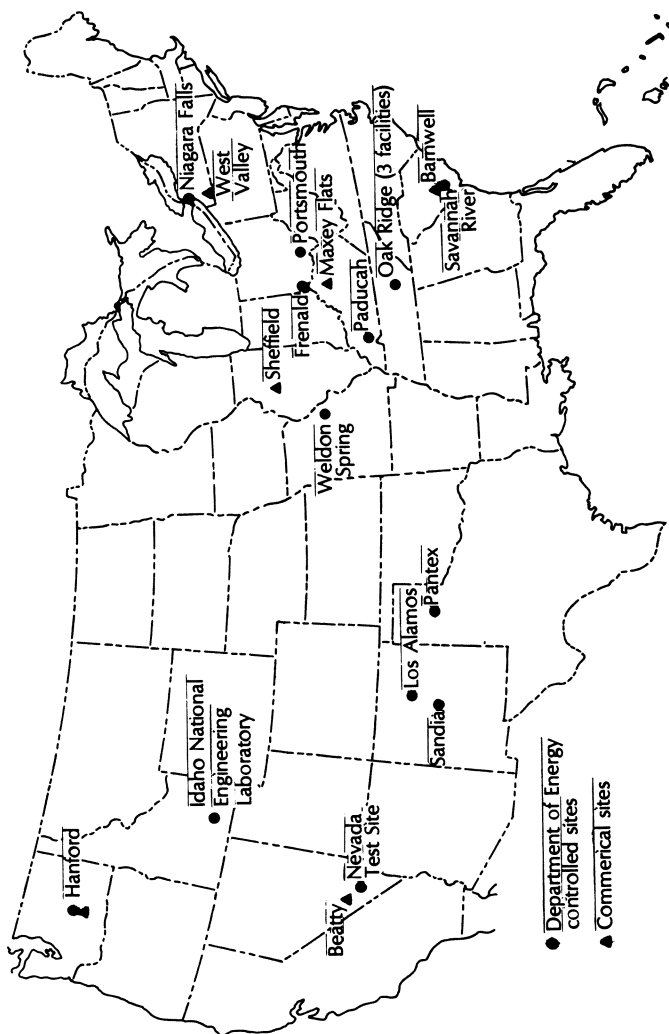 Hanford
Idaho National
Engineering
Laboratory
Beatty
Nevada
Test Site
Los Alamos
Sandia
Pantex
Weldon
Spring
Sheffield
Frenald
Paducah
Portsmouth
Maxey Flats
Niagara Falls
West
Valley
Oak Ridge (3 facilities)
Barnwell
Savannah
River
Department of Energy
controlled sites
Commerical sites